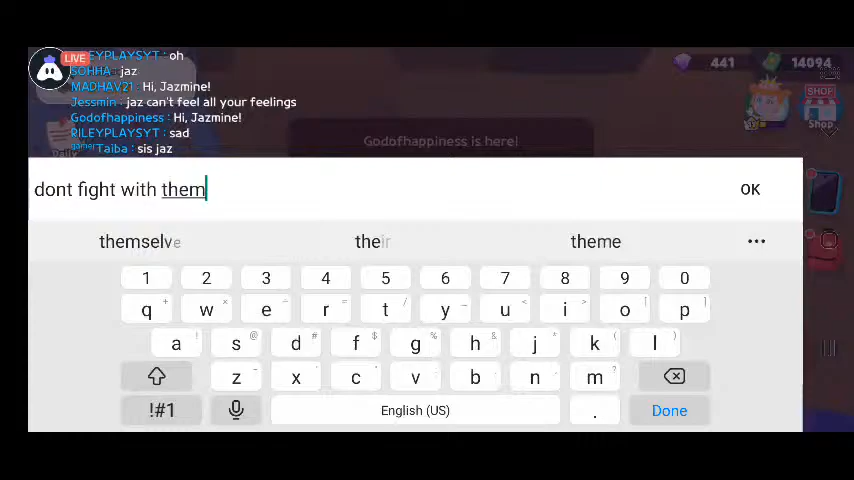 LIVE
RILEYPLAYSYT : oh
SOHHA : jaz
MADHAV21 : Hi, Jazmine!
Jessmin : jaz can't feel all your feelings
Godofhappiness : Hi, Jazmine!
RILEYPLAYSYT : sad
gamerTaiba : sis jaz
441
14094
SHOP
Shop
Godofhappiness is here!
dont fight with them
OK
themselve
their
theme
•••
1 2 3 4 5 6 7 8 9 0
q w e r t y u i o p
a s d f g h j k l
z x c v b n m
!#1
English (US)
.
Done